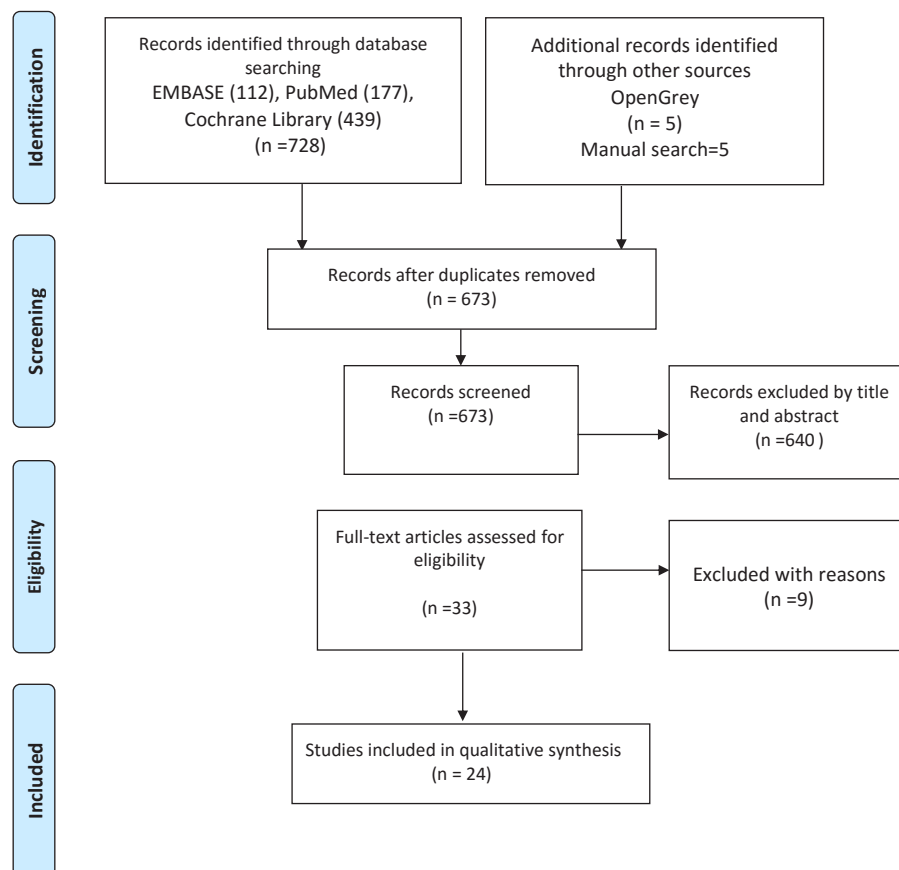 Identification
Records identified through database
searching
EMBASE (112), PubMed (177),
Cochrane Library (439)
(n =728)
Additional records identified
through other sources
OpenGrey
(n = 5)
Manual search=5
Screening
Records after duplicates removed
(n = 673)
Records screened
(n =673)
Records excluded by title
and abstract
(n =640 )
Eligibility
Full-text articles assessed for
eligibility
(n =33)
Excluded with reasons
(n =9)
Included
Studies included in qualitative synthesis
(n = 24)